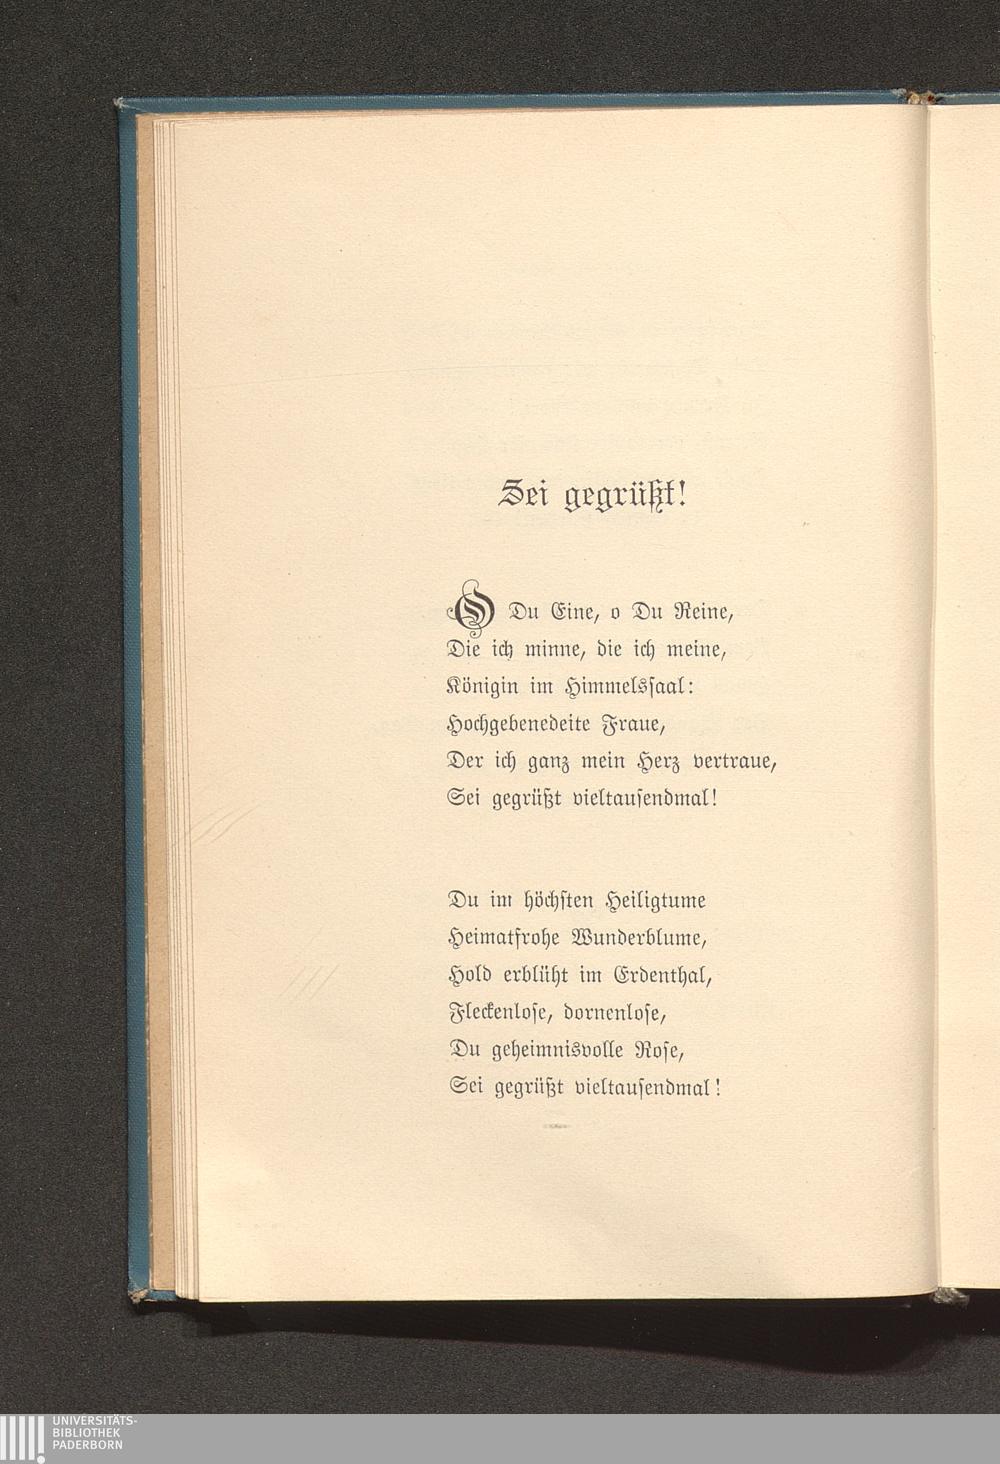 Sei gegrüßt!
O Du Eine, o Du Reine,
Die ich minne, die ich meine,
Königin im Himmelssaal:
Hochgebenedeite Fraue,
Der ich ganz mein Herz vertraue,
Sei gegrüßt vieltausendmal!
Du im höchsten Heiligtume
Heimatfrohe Wunderblume,
Hold erblüht im Erdenthal,
Fleckenlose, dornenlose,
Du geheimnisvolle Rose,
Sei gegrüßt vieltausendmal!
UNIVERSITÄTS-
BIBLIOTHEK
PADERBORN